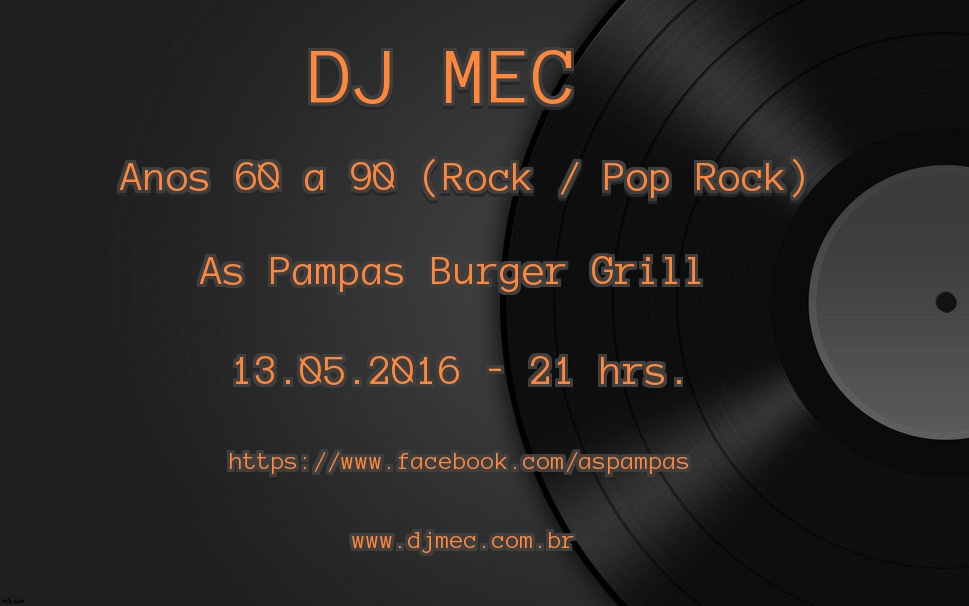 DJ MEC
Anos 60 a 90 (Rock / Pop Rock)
As Pampas Burger Grill
13.05.2016 - 21 hrs.
https://www.facebook.com/aspampas
www.djmec.com.br